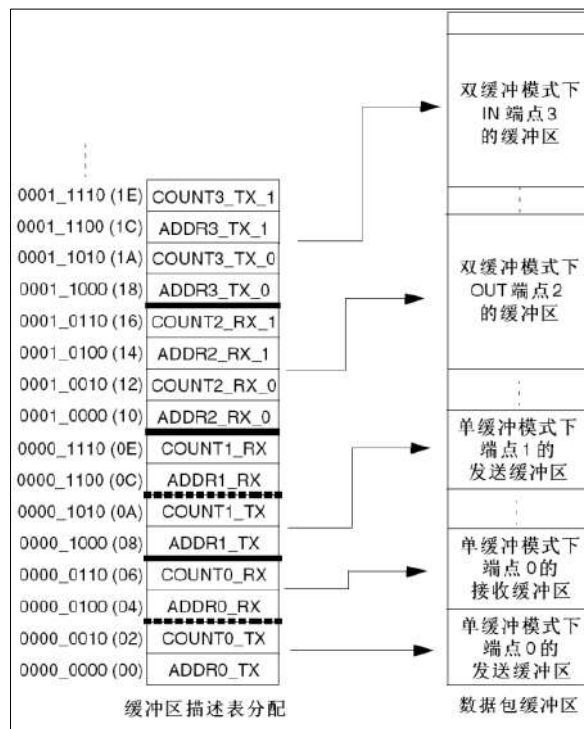 双缓冲模式下
IN 端点3
的缓冲区
0001_1110 (1E) COUNT3_TX_1
0001_1100 (1C) ADDR3_TX_1
0001_1010 (1A) COUNT3_TX_0
0001_1000 (18) ADDR3_TX_0
双缓冲模式下
OUT 端点2
的缓冲区
0001_0110 (16) COUNT2_RX_1
0001_0100 (14) ADDR2_RX_1
0001_0010 (12) COUNT2_RX_0
0001_0000 (10) ADDR2_RX_0
单缓冲模式下
端点1的
发送缓冲区
0000_1110 (0E) COUNT1_RX
0000_1100 (0C) ADDR1_RX
0000_1010 (0A) COUNT1_TX
0000_1000 (08) ADDR1_TX
单缓冲模式下
端点0的
接收缓冲区
0000_0110 (06) COUNT0_RX
0000_0100 (04) ADDR0_RX
单缓冲模式下
端点0的
发送缓冲区
0000_0010 (02) COUNT0_TX
0000_0000 (00) ADDR0_TX
缓冲区描述表分配
数据包缓冲区